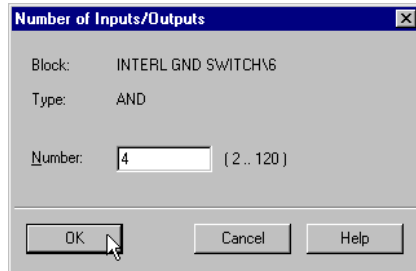 Number of Inputs/Outputs
Block: INTERL GND SWITCH\6
Type: AND
Number: 4 ( 2 .. 120 )
OK Cancel Help